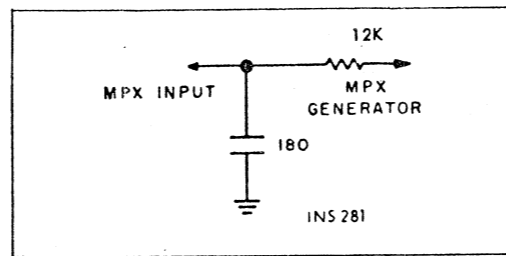 12K
MPX INPUT
MPX
GENERATOR
180
INS 281